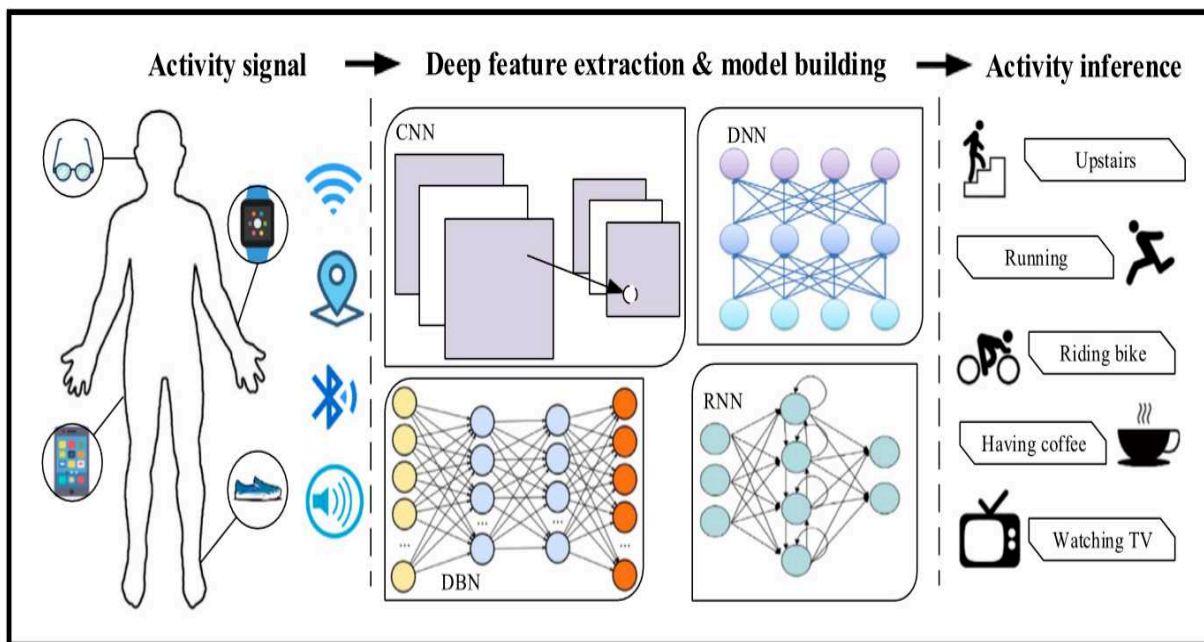 Activity signal
Deep feature extraction & model building
Activity inference
CNN
DNN
DBN
...
...
...
...
RNN
Upstairs
Running
Riding bike
Having coffee
Watching TV